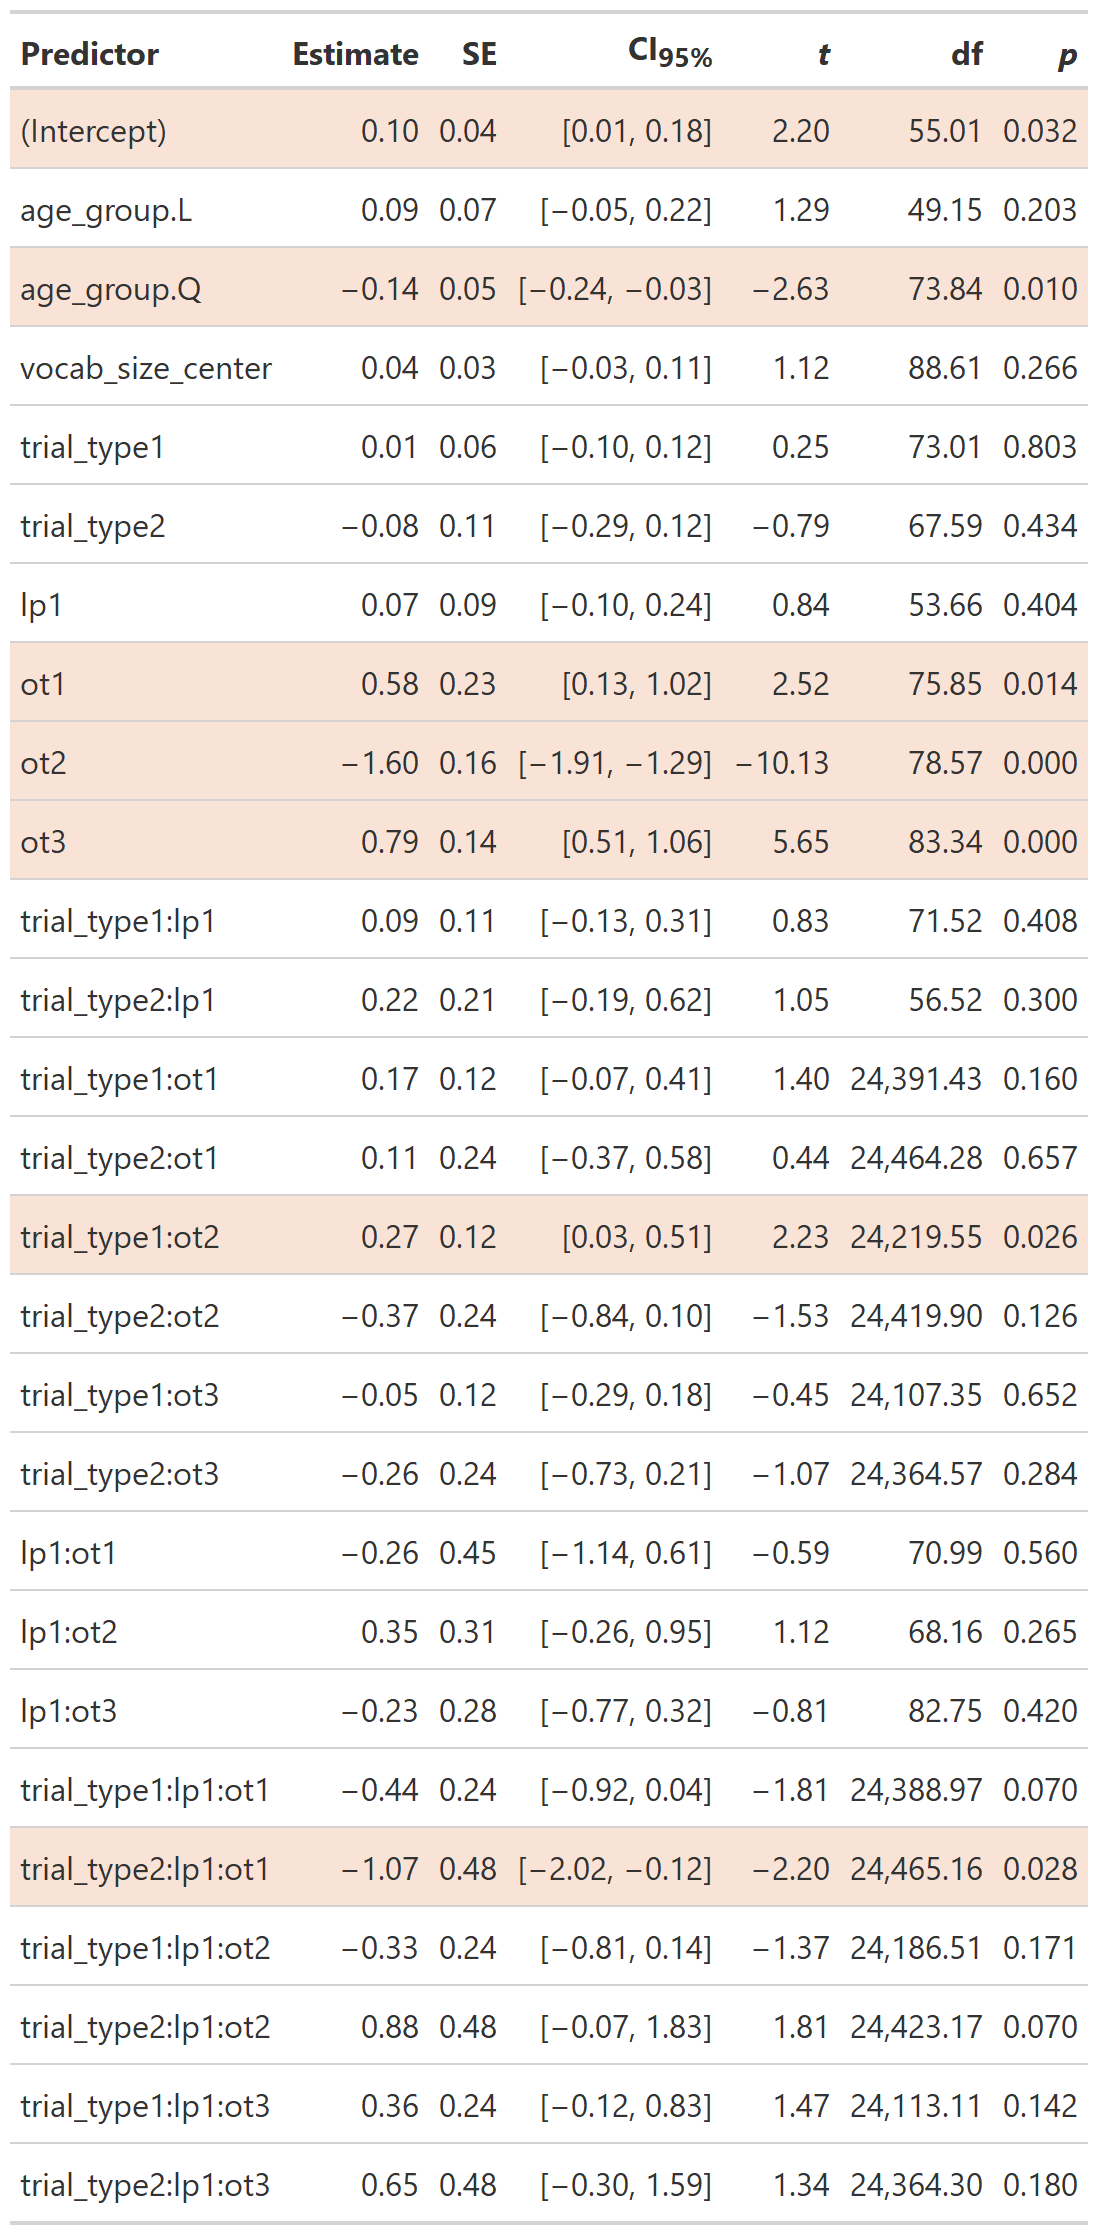 Predictor Estimate SE CI95% t df p
(Intercept) 0.10 0.04 [0.01, 0.18] 2.20 55.01 0.032
age_group.L 0.09 0.07 [−0.05, 0.22] 1.29 49.15 0.203
age_group.Q −0.14 0.05 [−0.24, −0.03] −2.63 73.84 0.010
vocab_size_center 0.04 0.03 [−0.03, 0.11] 1.12 88.61 0.266
trial_type1 0.01 0.06 [−0.10, 0.12] 0.25 73.01 0.803
trial_type2 −0.08 0.11 [−0.29, 0.12] −0.79 67.59 0.434
lp1 0.07 0.09 [−0.10, 0.24] 0.84 53.66 0.404
ot1 0.58 0.23 [0.13, 1.02] 2.52 75.85 0.014
ot2 −1.60 0.16 [−1.91, −1.29] −10.13 78.57 0.000
ot3 0.79 0.14 [0.51, 1.06] 5.65 83.34 0.000
trial_type1:lp1 0.09 0.11 [−0.13, 0.31] 0.83 71.52 0.408
trial_type2:lp1 0.22 0.21 [−0.19, 0.62] 1.05 56.52 0.300
trial_type1:ot1 0.17 0.12 [−0.07, 0.41] 1.40 24,391.43 0.160
trial_type2:ot1 0.11 0.24 [−0.37, 0.58] 0.44 24,464.28 0.657
trial_type1:ot2 0.27 0.12 [0.03, 0.51] 2.23 24,219.55 0.026
trial_type2:ot2 −0.37 0.24 [−0.84, 0.10] −1.53 24,419.90 0.126
trial_type1:ot3 −0.05 0.12 [−0.29, 0.18] −0.45 24,107.35 0.652
trial_type2:ot3 −0.26 0.24 [−0.73, 0.21] −1.07 24,364.57 0.284
lp1:ot1 −0.26 0.45 [−1.14, 0.61] −0.59 70.99 0.560
lp1:ot2 0.35 0.31 [−0.26, 0.95] 1.12 68.16 0.265
lp1:ot3 −0.23 0.28 [−0.77, 0.32] −0.81 82.75 0.420
trial_type1:lp1:ot1 −0.44 0.24 [−0.92, 0.04] −1.81 24,388.97 0.070
trial_type2:lp1:ot1 −1.07 0.48 [−2.02, −0.12] −2.20 24,465.16 0.028
trial_type1:lp1:ot2 −0.33 0.24 [−0.81, 0.14] −1.37 24,186.51 0.171
trial_type2:lp1:ot2 0.88 0.48 [−0.07, 1.83] 1.81 24,423.17 0.070
trial_type1:lp1:ot3 0.36 0.24 [−0.12, 0.83] 1.47 24,113.11 0.142
trial_type2:lp1:ot3 0.65 0.48 [−0.30, 1.59] 1.34 24,364.30 0.180